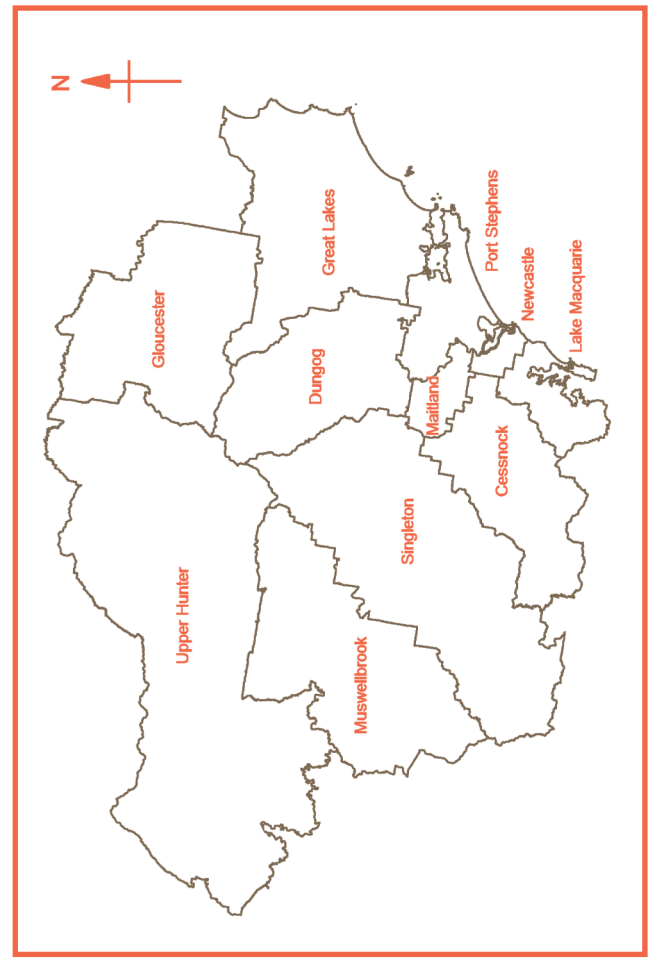 N
Gloucester
Great Lakes
Upper Hunter
Dungog
Port Stephens
Newcastle
Lake Macquarie
Maitland
Singleton
Cessnock
Muswellbrook